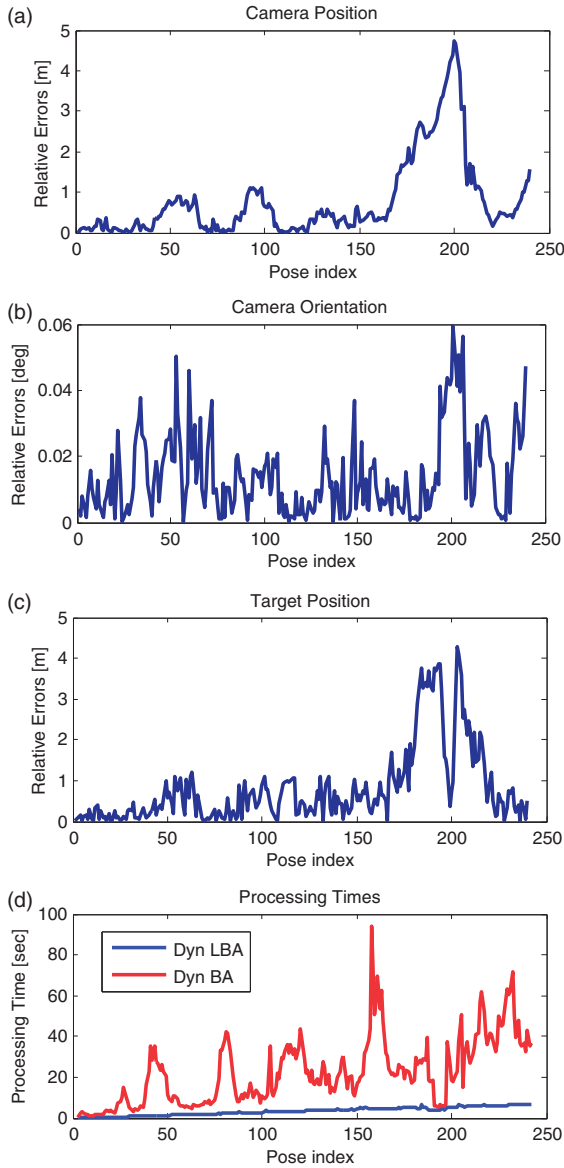 (a)
Camera Position
Relative Errors [m]
5
4
3
2
1
0
0 50 100 150 200 250
Pose index
(b)
Camera Orientation
Relative Errors [deg]
0.06
0.04
0.02
0
0 50 100 150 200 250
Pose index
(c)
Target Position
Relative Errors [m]
5
4
3
2
1
0
0 50 100 150 200 250
Pose index
(d)
Processing Times
Processing Time [sec]
100
80
60
40
20
0
Dyn LBA
Dyn BA
0 50 100 150 200 250
Pose index